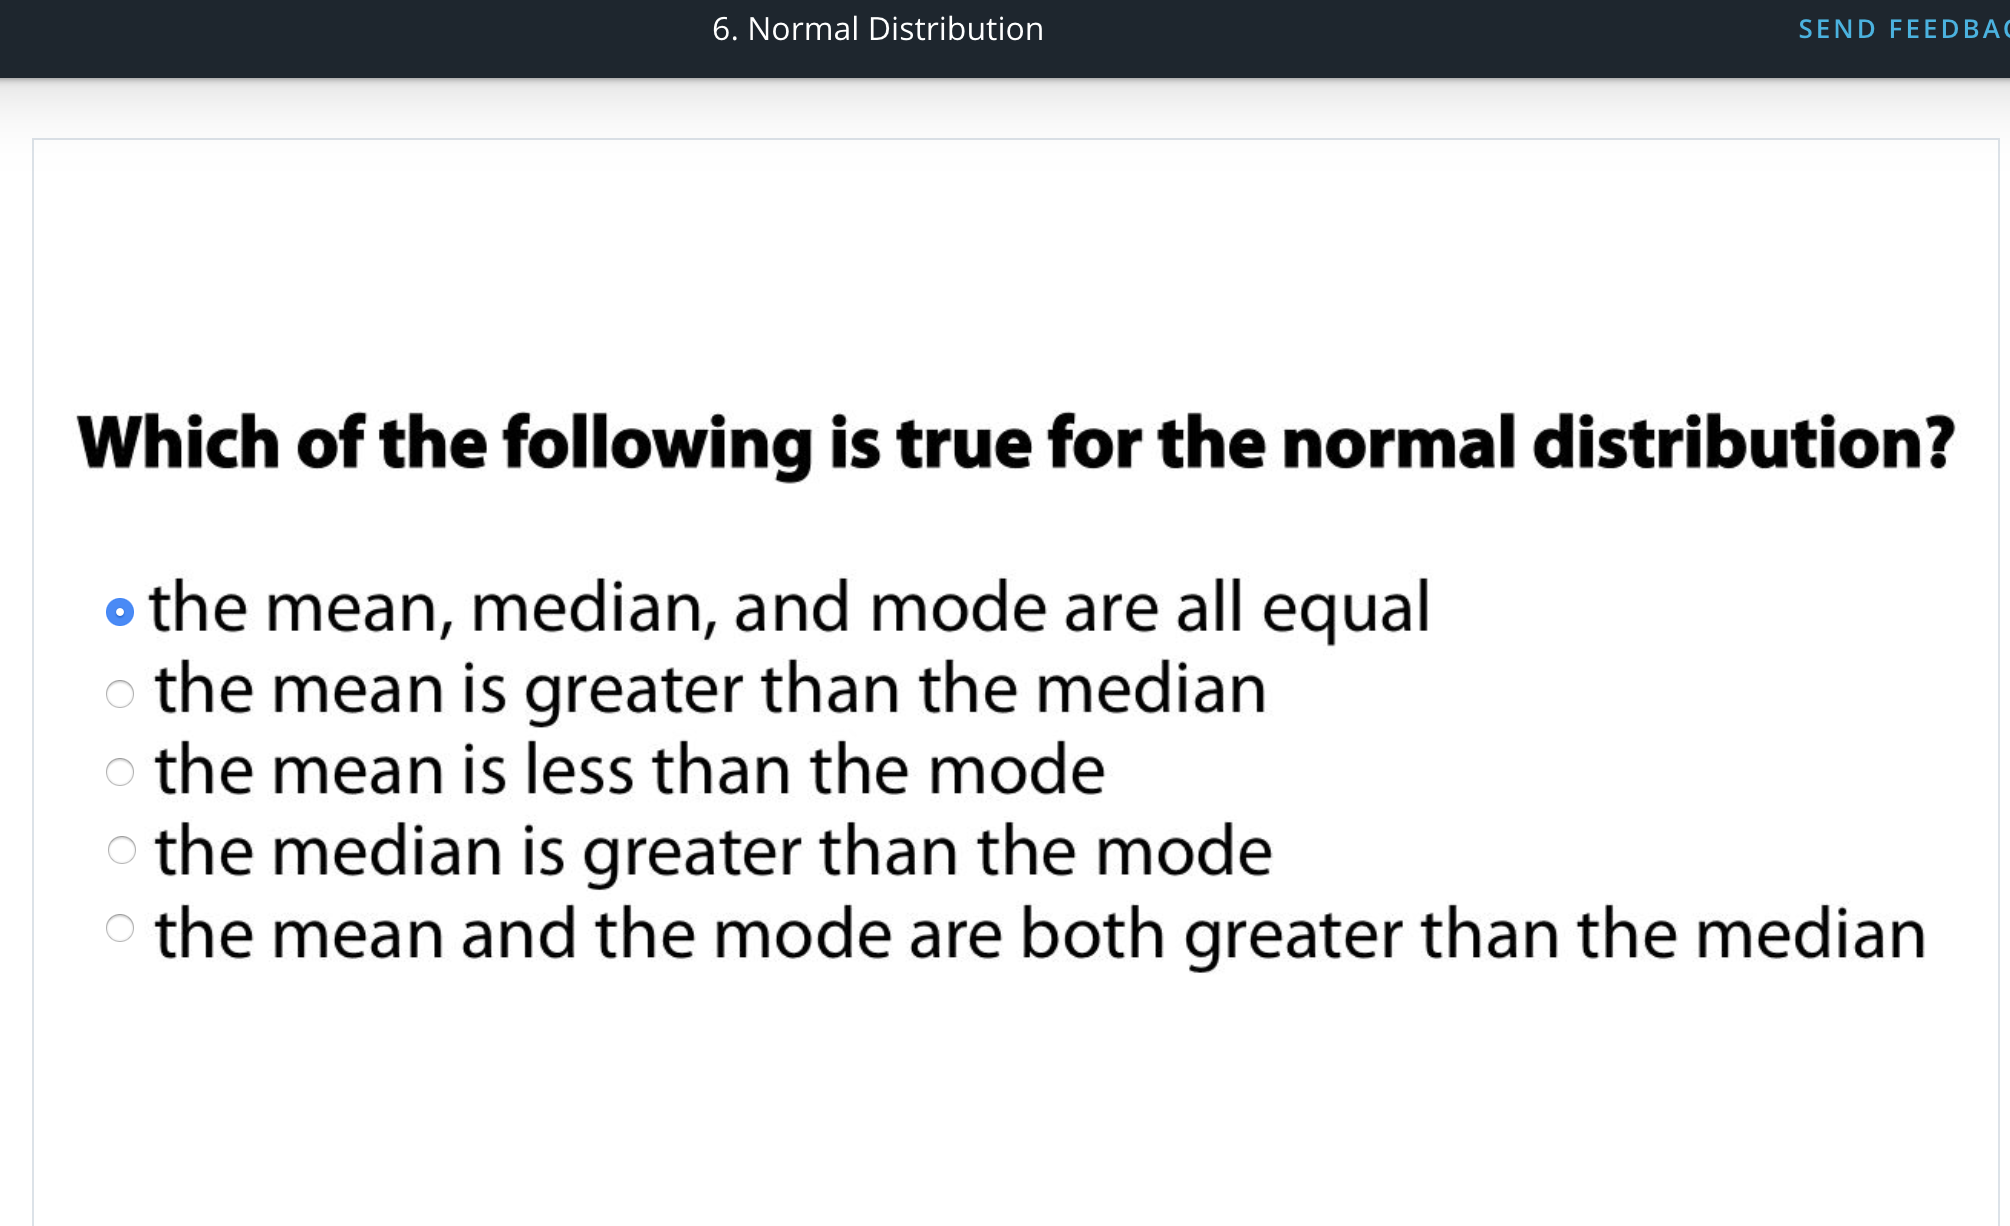 6. Normal Distribution
SEND FEEDBAC
Which of the following is true for the normal distribution?
the mean, median, and mode are all equal
the mean is greater than the median
the mean is less than the mode
the median is greater than the mode
the mean and the mode are both greater than the median